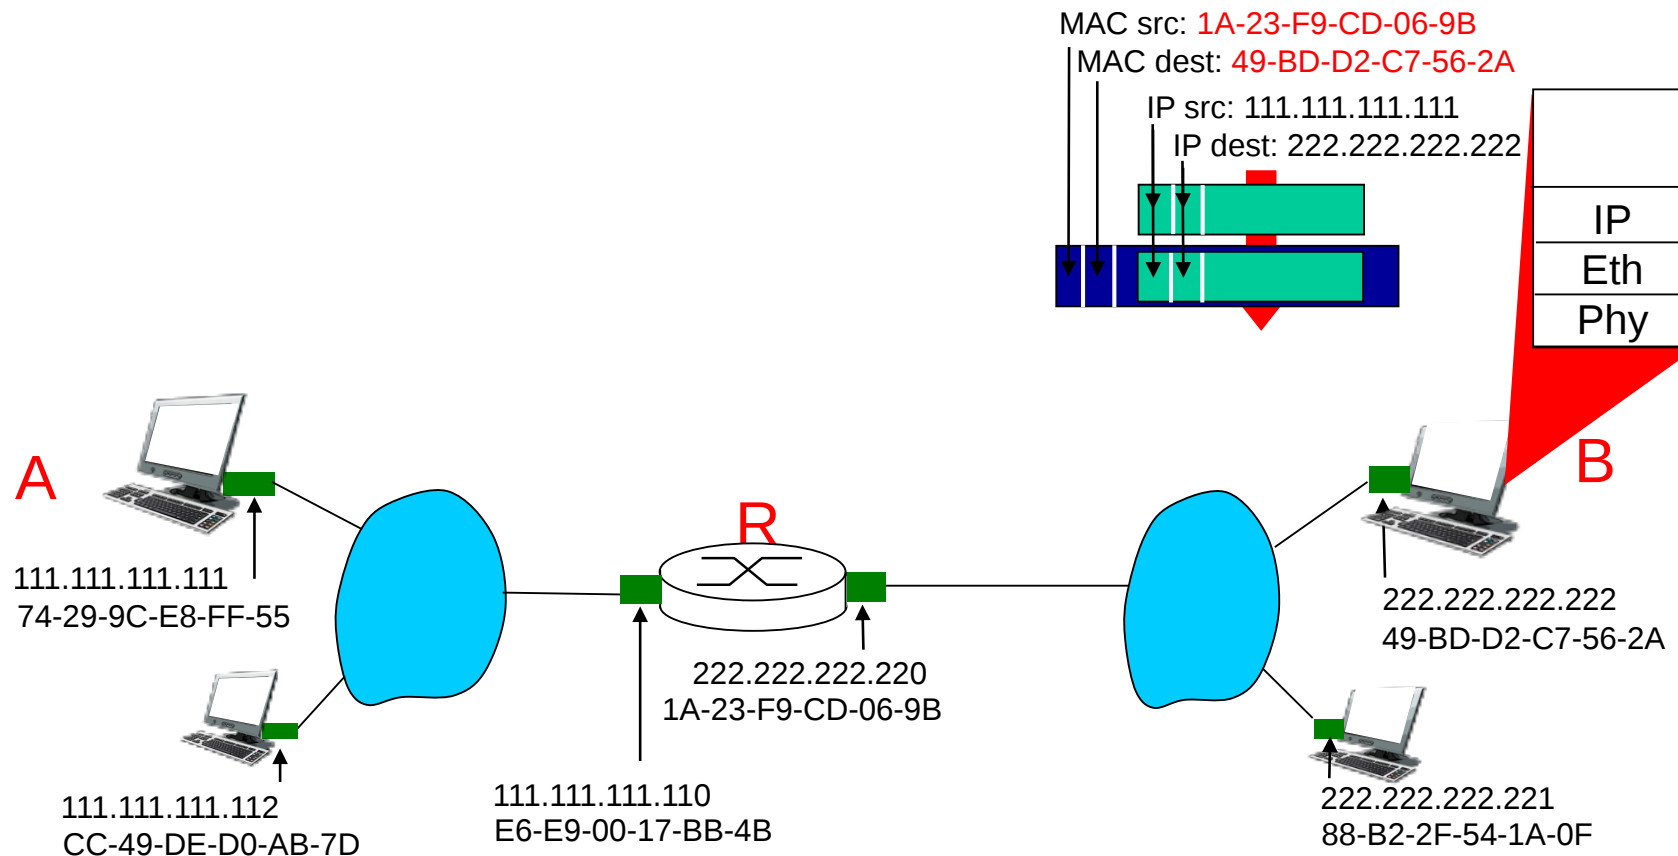 MAC src: 1A-23-F9-CD-06-9B
MAC dest: 49-BD-D2-C7-56-2A
IP src: 111.111.111.111
IP dest: 222.222.222.222
IP
Eth
Phy
A
R
B
111.111.111.111
74-29-9C-E8-FF-55
222.222.222.222
49-BD-D2-C7-56-2A
222.222.222.220
1A-23-F9-CD-06-9B
111.111.111.112
CC-49-DE-D0-AB-7D
111.111.111.110
E6-E9-00-17-BB-4B
222.222.222.221
88-B2-2F-54-1A-0F